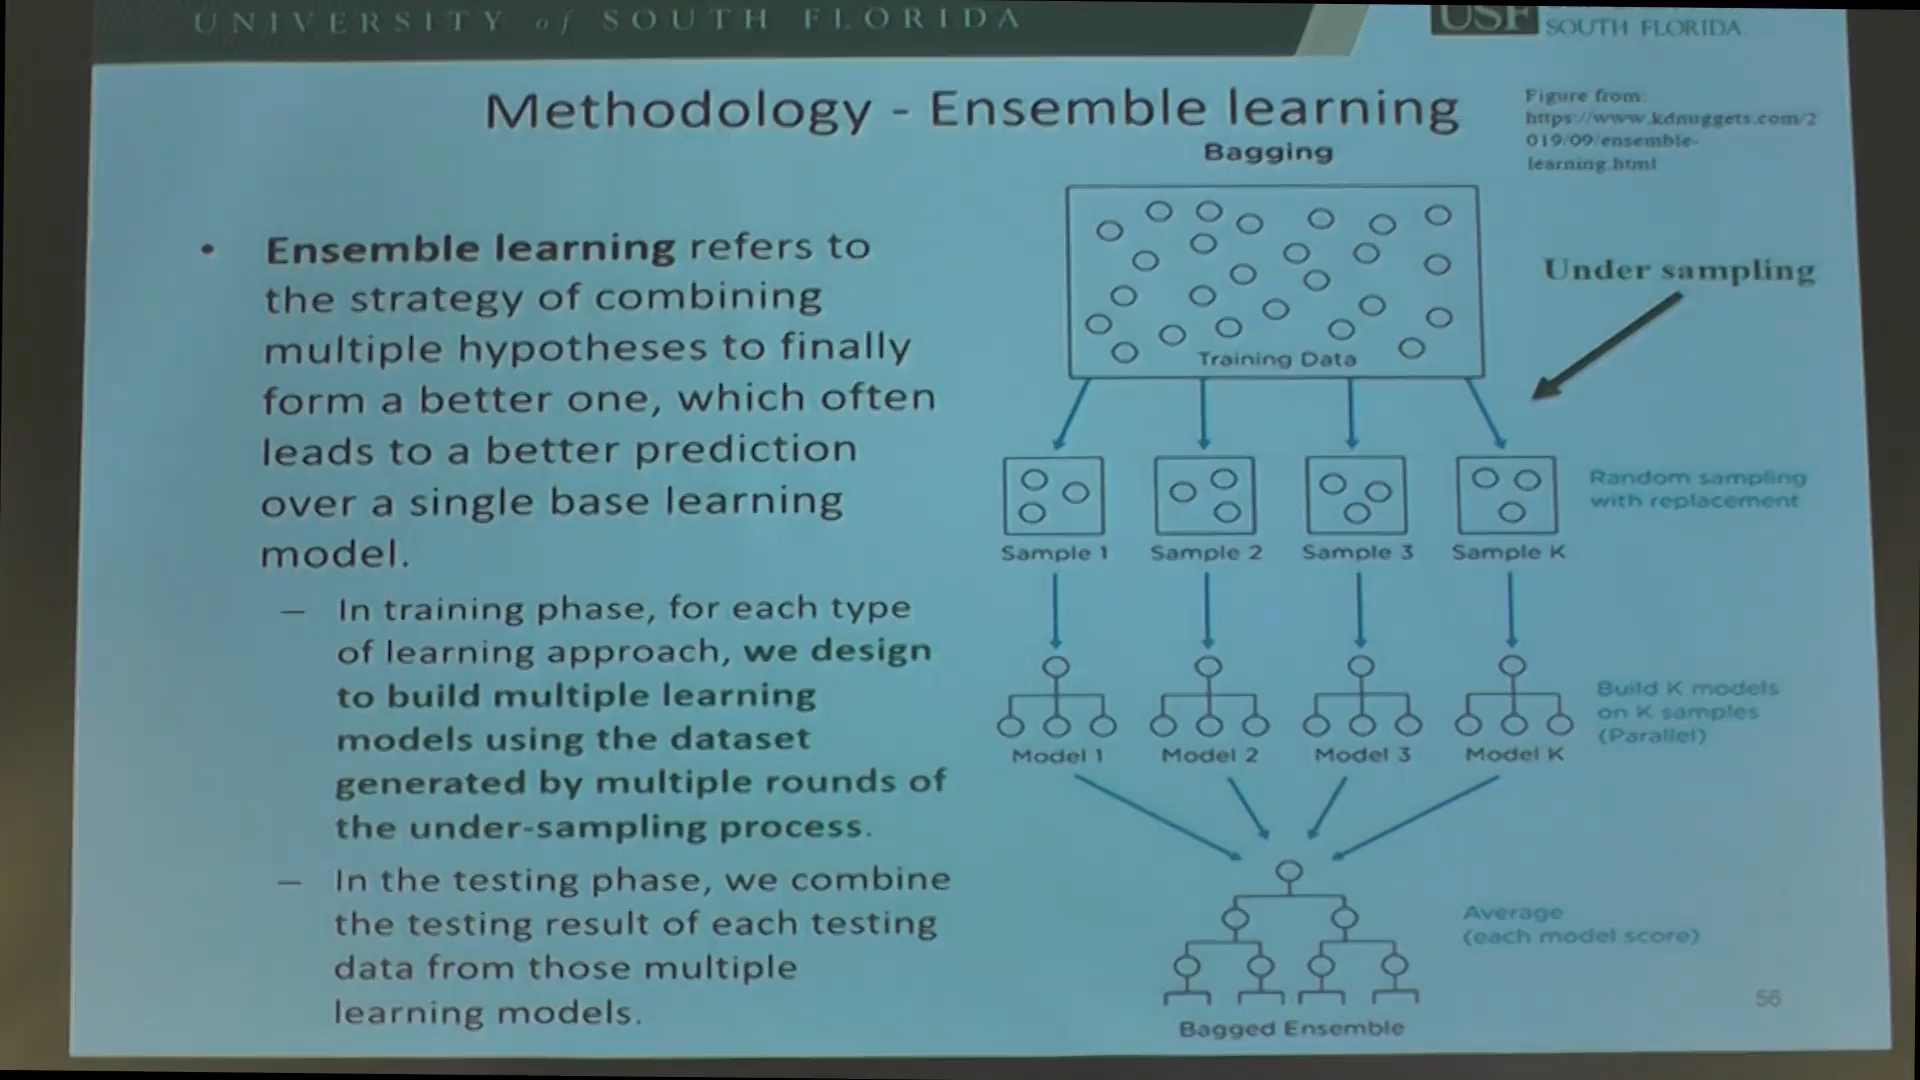 UNIVERSITY of SOUTH FLORIDA
USF
SOUTH FLORIDA
Methodology - Ensemble learning
Figure from:
https://www.kdnuggets.com/2
019/09/ensemble-
learning.html
Bagging
• Ensemble learning refers to
the strategy of combining
multiple hypotheses to finally
form a better one, which often
leads to a better prediction
over a single base learning
model.
– In training phase, for each type
of learning approach, we design
to build multiple learning
models using the dataset
generated by multiple rounds of
the under-sampling process.
– In the testing phase, we combine
the testing result of each testing
data from those multiple
learning models.
Training Data
Under sampling
Random sampling
with replacement
Sample 1
Sample 2
Sample 3
Sample K
Build K models
on K samples
(Parallel)
Model 1
Model 2
Model 3
Model K
Average
(each model score)
Bagged Ensemble
56